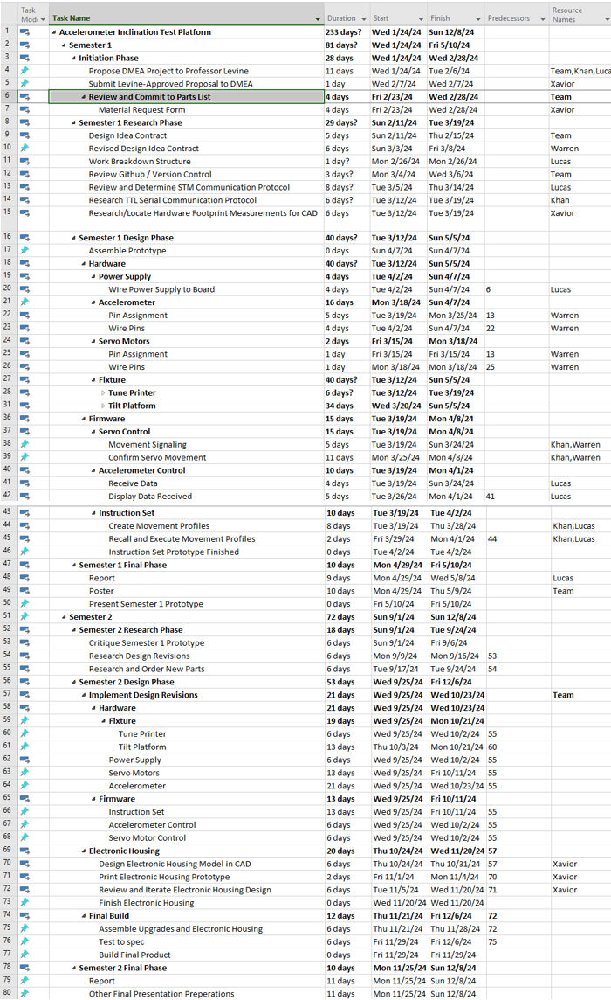 Task Mode Task Name Duration Start Finish Predecessors Resource Names
1 Accelerometer Inclination Test Platform 233 days? Wed 1/24/24 Sun 12/8/24
2 Semester 1 81 days? Wed 1/24/24 Fri 5/10/24
3 Initiation Phase 28 days Wed 1/24/24 Wed 2/28/24
4 Propose DMEA Project to Professor Levine 11 days Wed 1/24/24 Tue 2/6/24 Team,Khan,Luca
5 Submit Levine-Approved Proposal to DMEA 1 day Wed 2/7/24 Wed 2/7/24 Xavior
6 Review and Commit to Parts List 4 days Fri 2/23/24 Wed 2/28/24 Team
7 Material Request Form 4 days Fri 2/23/24 Wed 2/28/24 Xavior
8 Semester 1 Research Phase 29 days? Sun 2/11/24 Tue 3/19/24
9 Design Idea Contract 5 days Sun 2/11/24 Thu 2/15/24 Team
10 Revised Design Idea Contract 6 days Sun 3/3/24 Fri 3/8/24 Warren
11 Work Breakdown Structure 1 day? Mon 2/26/24 Mon 2/26/24 Lucas
12 Review Github / Version Control 3 days? Mon 3/4/24 Wed 3/6/24 Team
13 Review and Determine STM Communication Protocol 8 days? Tue 3/5/24 Thu 3/14/24 Lucas
14 Research TTL Serial Communication Protocol 6 days? Tue 3/12/24 Tue 3/19/24 Khan
15 Research/Locate Hardware Footprint Measurements for CAD 6 days Tue 3/12/24 Tue 3/19/24 Xavior
16 Semester 1 Design Phase 40 days? Tue 3/12/24 Sun 5/5/24
17 Assemble Prototype 0 days Sun 4/7/24 Sun 4/7/24
18 Hardware 40 days? Tue 3/12/24 Sun 5/5/24
19 Power Supply 4 days Tue 4/2/24 Sun 4/7/24
20 Wire Power Supply to Board 4 days Tue 4/2/24 Sun 4/7/24 6 Lucas
21 Accelerometer 16 days Mon 3/18/24 Sun 4/7/24
22 Pin Assignment 5 days Tue 3/19/24 Mon 3/25/24 13 Warren
23 Wire Pins 4 days Tue 4/2/24 Sun 4/7/24 22 Warren
24 Servo Motors 2 days Fri 3/15/24 Mon 3/18/24
25 Pin Assignment 1 day Fri 3/15/24 Fri 3/15/24 13 Warren
26 Wire Pins 1 day Mon 3/18/24 Mon 3/18/24 25 Warren
27 Fixture 40 days? Tue 3/12/24 Sun 5/5/24
28 Tune Printer 6 days? Tue 3/12/24 Tue 3/19/24
31 Tilt Platform 34 days Wed 3/20/24 Sun 5/5/24
36 Firmware 15 days Tue 3/19/24 Mon 4/8/24
37 Servo Control 15 days Tue 3/19/24 Mon 4/8/24
38 Movement Signaling 5 days Tue 3/19/24 Sun 3/24/24 Khan,Warren
39 Confirm Servo Movement 11 days Mon 3/25/24 Mon 4/8/24 Khan,Warren
40 Accelerometer Control 10 days Tue 3/19/24 Mon 4/1/24
41 Receive Data 4 days Tue 3/19/24 Sun 3/24/24 Lucas
42 Display Data Received 5 days Tue 3/26/24 Mon 4/1/24 41 Lucas
43 Instruction Set 10 days Tue 3/19/24 Tue 4/2/24
44 Create Movement Profiles 8 days Tue 3/19/24 Thu 3/28/24 Khan,Lucas
45 Recall and Execute Movement Profiles 2 days Fri 3/29/24 Mon 4/1/24 44 Khan,Lucas
46 Instruction Set Prototype Finished 0 days Tue 4/2/24 Tue 4/2/24
47 Semester 1 Final Phase 10 days Mon 4/29/24 Fri 5/10/24
48 Report 9 days Mon 4/29/24 Wed 5/8/24 Lucas
49 Poster 10 days Mon 4/29/24 Thu 5/9/24 Team
50 Present Semester 1 Prototype 0 days Fri 5/10/24 Fri 5/10/24
51 Semester 2 72 days Sun 9/1/24 Sun 12/8/24
52 Semester 2 Research Phase 18 days Sun 9/1/24 Tue 9/24/24
53 Critique Semester 1 Prototype 6 days Sun 9/1/24 Fri 9/6/24
54 Research Design Revisions 6 days Mon 9/9/24 Mon 9/16/24 53
55 Research and Order New Parts 6 days Tue 9/17/24 Tue 9/24/24 54
56 Semester 2 Design Phase 53 days Wed 9/25/24 Fri 12/6/24
57 Implement Design Revisions 21 days Wed 9/25/24 Wed 10/23/24 Team
58 Hardware 21 days Wed 9/25/24 Wed 10/23/24
59 Fixture 19 days Wed 9/25/24 Mon 10/21/24
60 Tune Printer 6 days Wed 9/25/24 Wed 10/2/24 55
61 Tilt Platform 13 days Thu 10/3/24 Mon 10/21/24 60
62 Power Supply 6 days Wed 9/25/24 Wed 10/2/24 55
63 Servo Motors 13 days Wed 9/25/24 Fri 10/11/24 55
64 Accelerometer 21 days Wed 9/25/24 Wed 10/23/24 55
65 Firmware 13 days Wed 9/25/24 Fri 10/11/24
66 Instruction Set 13 days Wed 9/25/24 Fri 10/11/24 55
67 Accelerometer Control 6 days Wed 9/25/24 Wed 10/2/24 55
68 Servo Motor Control 6 days Wed 9/25/24 Wed 10/2/24 55
69 Electronic Housing 20 days Thu 10/24/24 Wed 11/20/24 57
70 Design Electronic Housing Model in CAD 6 days Thu 10/24/24 Thu 10/31/24 57 Xavior
71 Print Electronic Housing Prototype 2 days Fri 11/1/24 Mon 11/4/24 70 Xavior
72 Review and Iterate Electronic Housing Design 6 days Tue 11/5/24 Wed 11/20/24 71 Xavior
73 Finish Electronic Housing 0 days Wed 11/20/24 Wed 11/20/24
74 Final Build 12 days Thu 11/21/24 Fri 12/6/24 72
75 Assemble Upgrades and Electronic Housing 6 days Thu 11/21/24 Thu 11/28/24 72
76 Test to spec 6 days Fri 11/29/24 Fri 12/6/24 75
77 Build Final Product 0 days Fri 11/29/24 Fri 11/29/24
78 Semester 2 Final Phase 10 days Mon 11/25/24 Sun 12/8/24
79 Report 11 days Mon 11/25/24 Sun 12/8/24
80 Other Final Presentation Preperations 11 days Mon 11/25/24 Sun 12/8/24